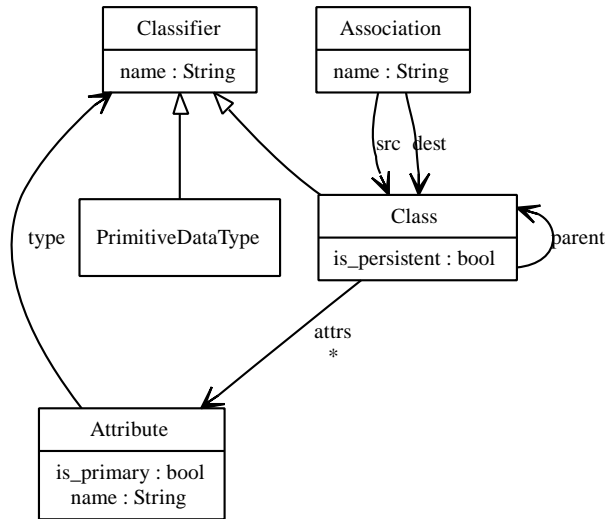 Classifier
name : String
Association
name : String
src
dest
type
PrimitiveDataType
Class
is_persistent : bool
parent
attrs
*
Attribute
is_primary : bool
name : String